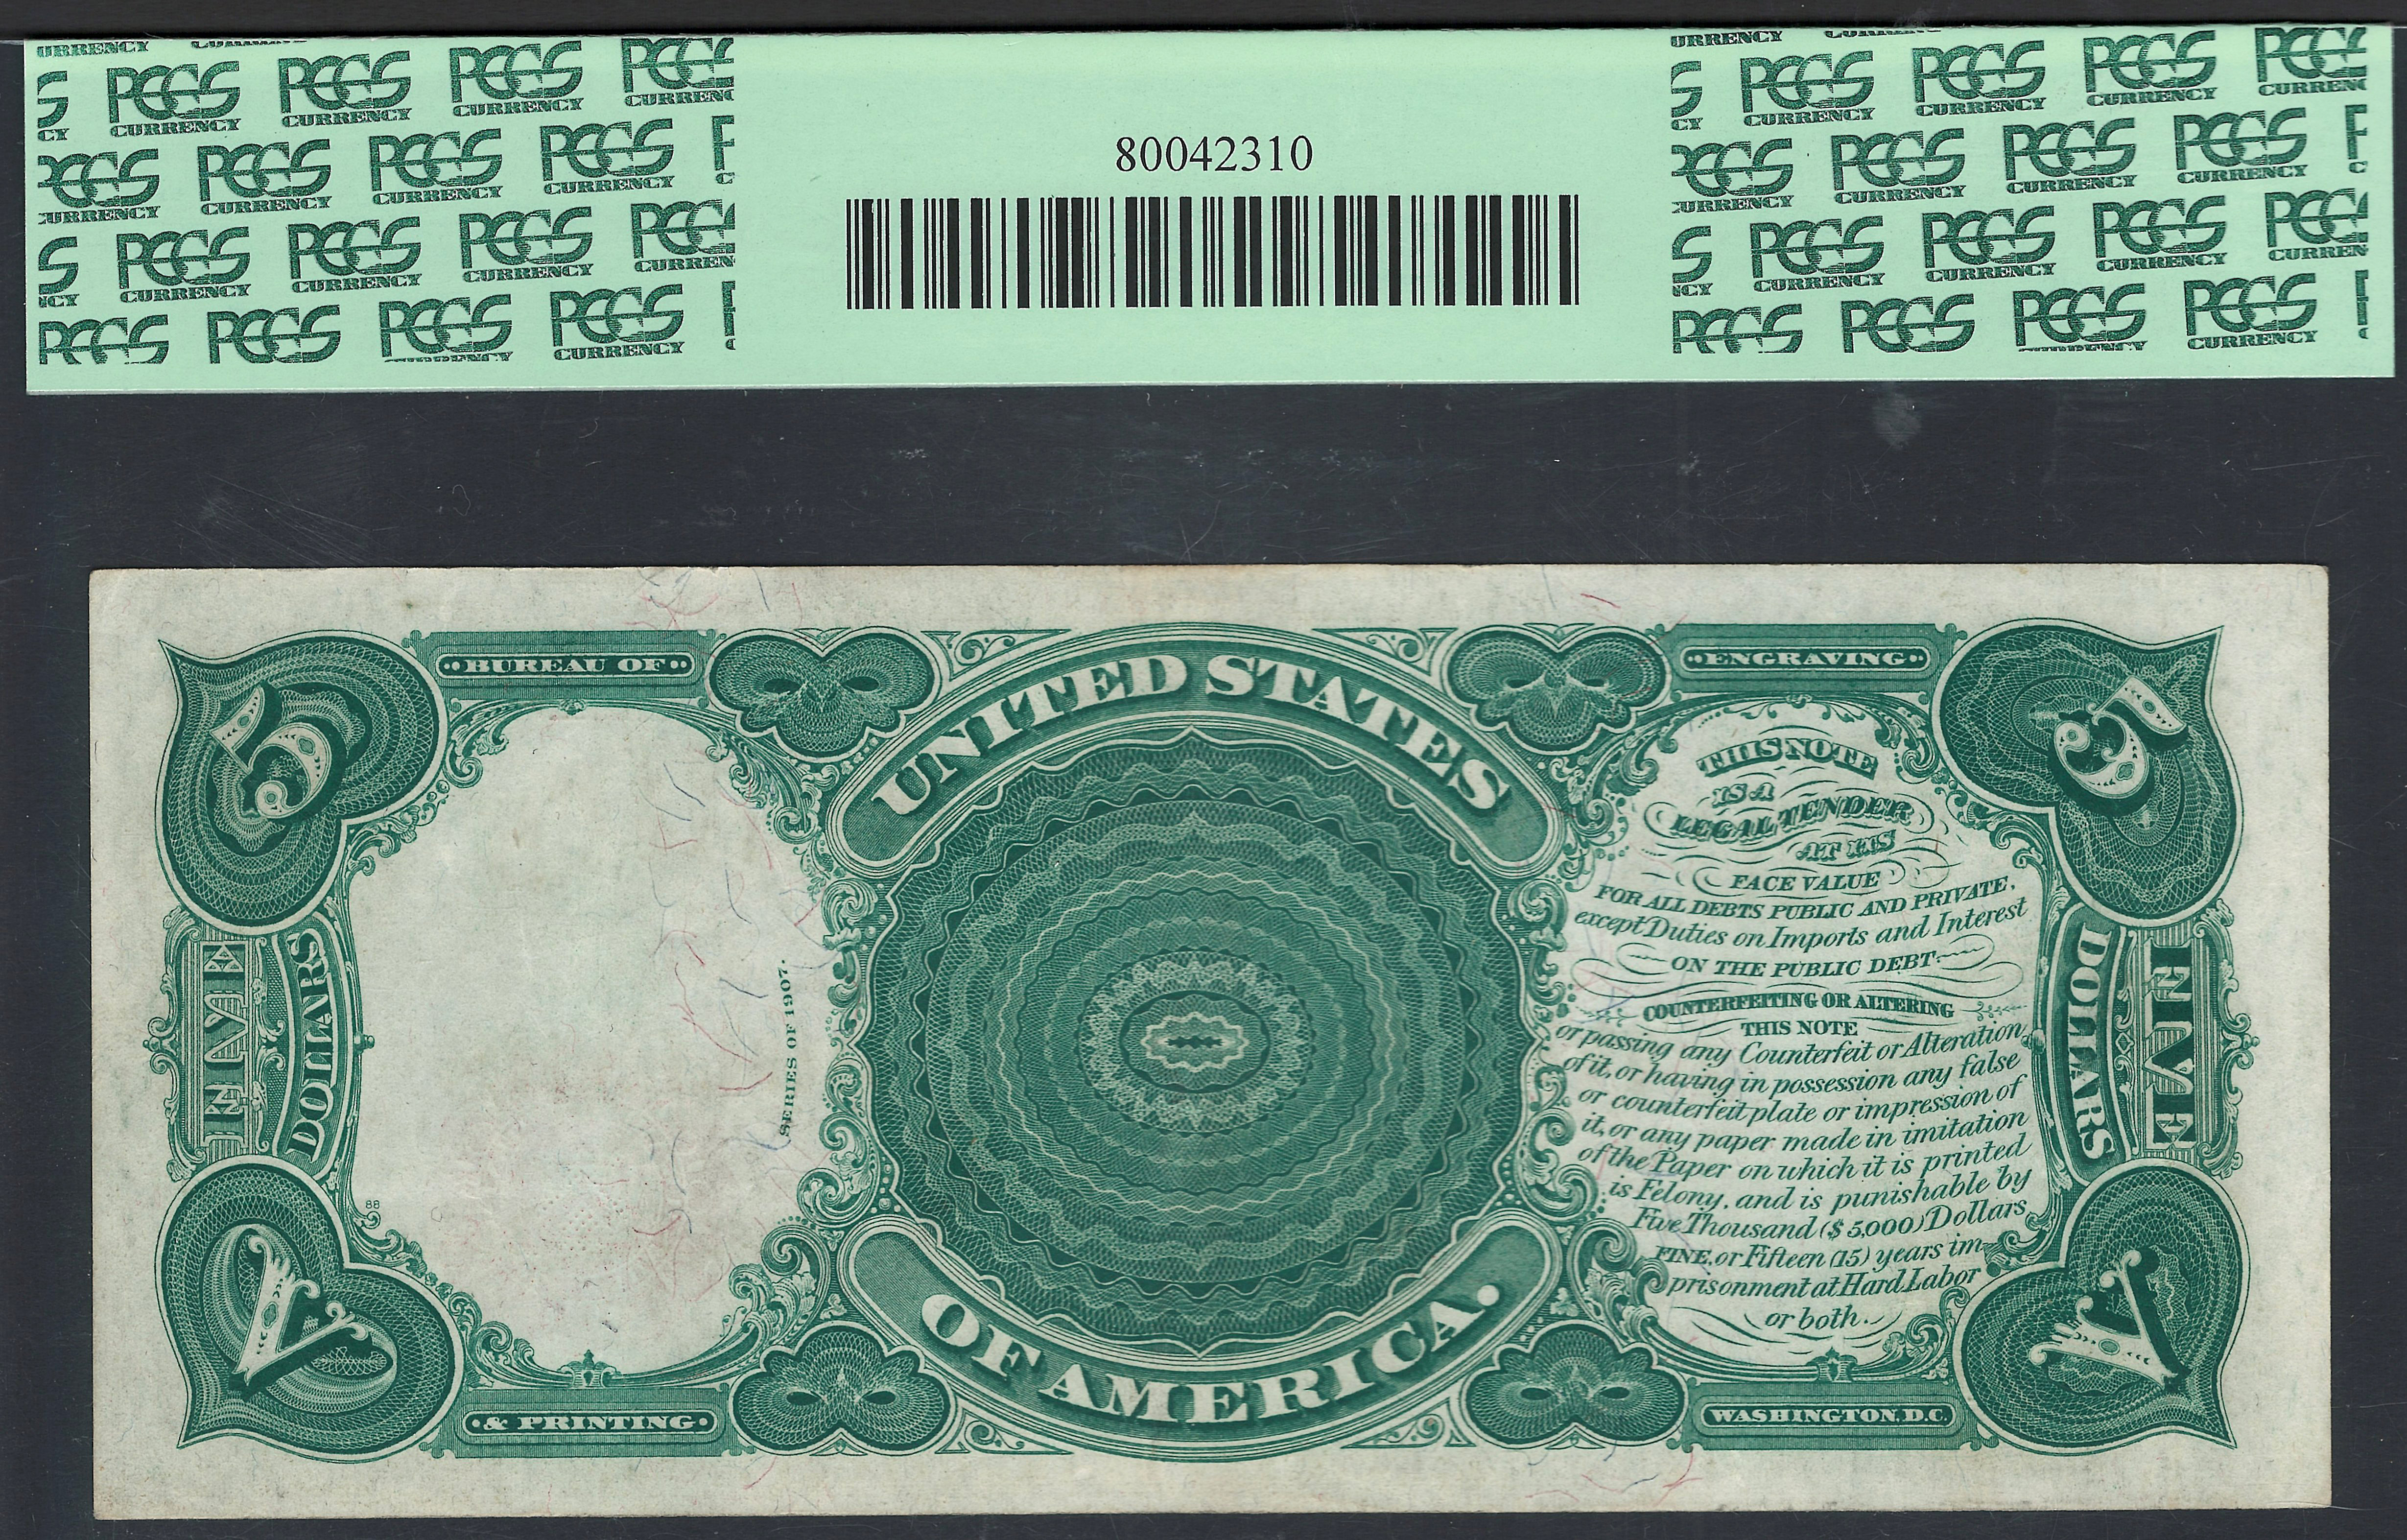 PCGS CURRENCY
80042310
BUREAU OF
ENGRAVING
& PRINTING
WASHINGTON, D.C.
UNITED STATES
OF AMERICA.
5
5
V
V
FIVE
DOLLARS
DOLLARS
FIVE
SERIES OF 1907.
88
THIS NOTE
IS A
LEGAL TENDER
AT ITS
FACE VALUE
FOR ALL DEBTS PUBLIC AND PRIVATE,
except Duties on Imports and Interest
ON THE PUBLIC DEBT.
COUNTERFEITING OR ALTERING
THIS NOTE
or passing any Counterfeit or Alteration
of it, or having in possession any false
or counterfeit plate or impression of
it, or any paper made in imitation
of the Paper on which it is printed
is Felony, and is punishable by
Five Thousand ($5,000) Dollars
FINE, or Fifteen (15) years im-
prisonment at Hard Labor
or both.